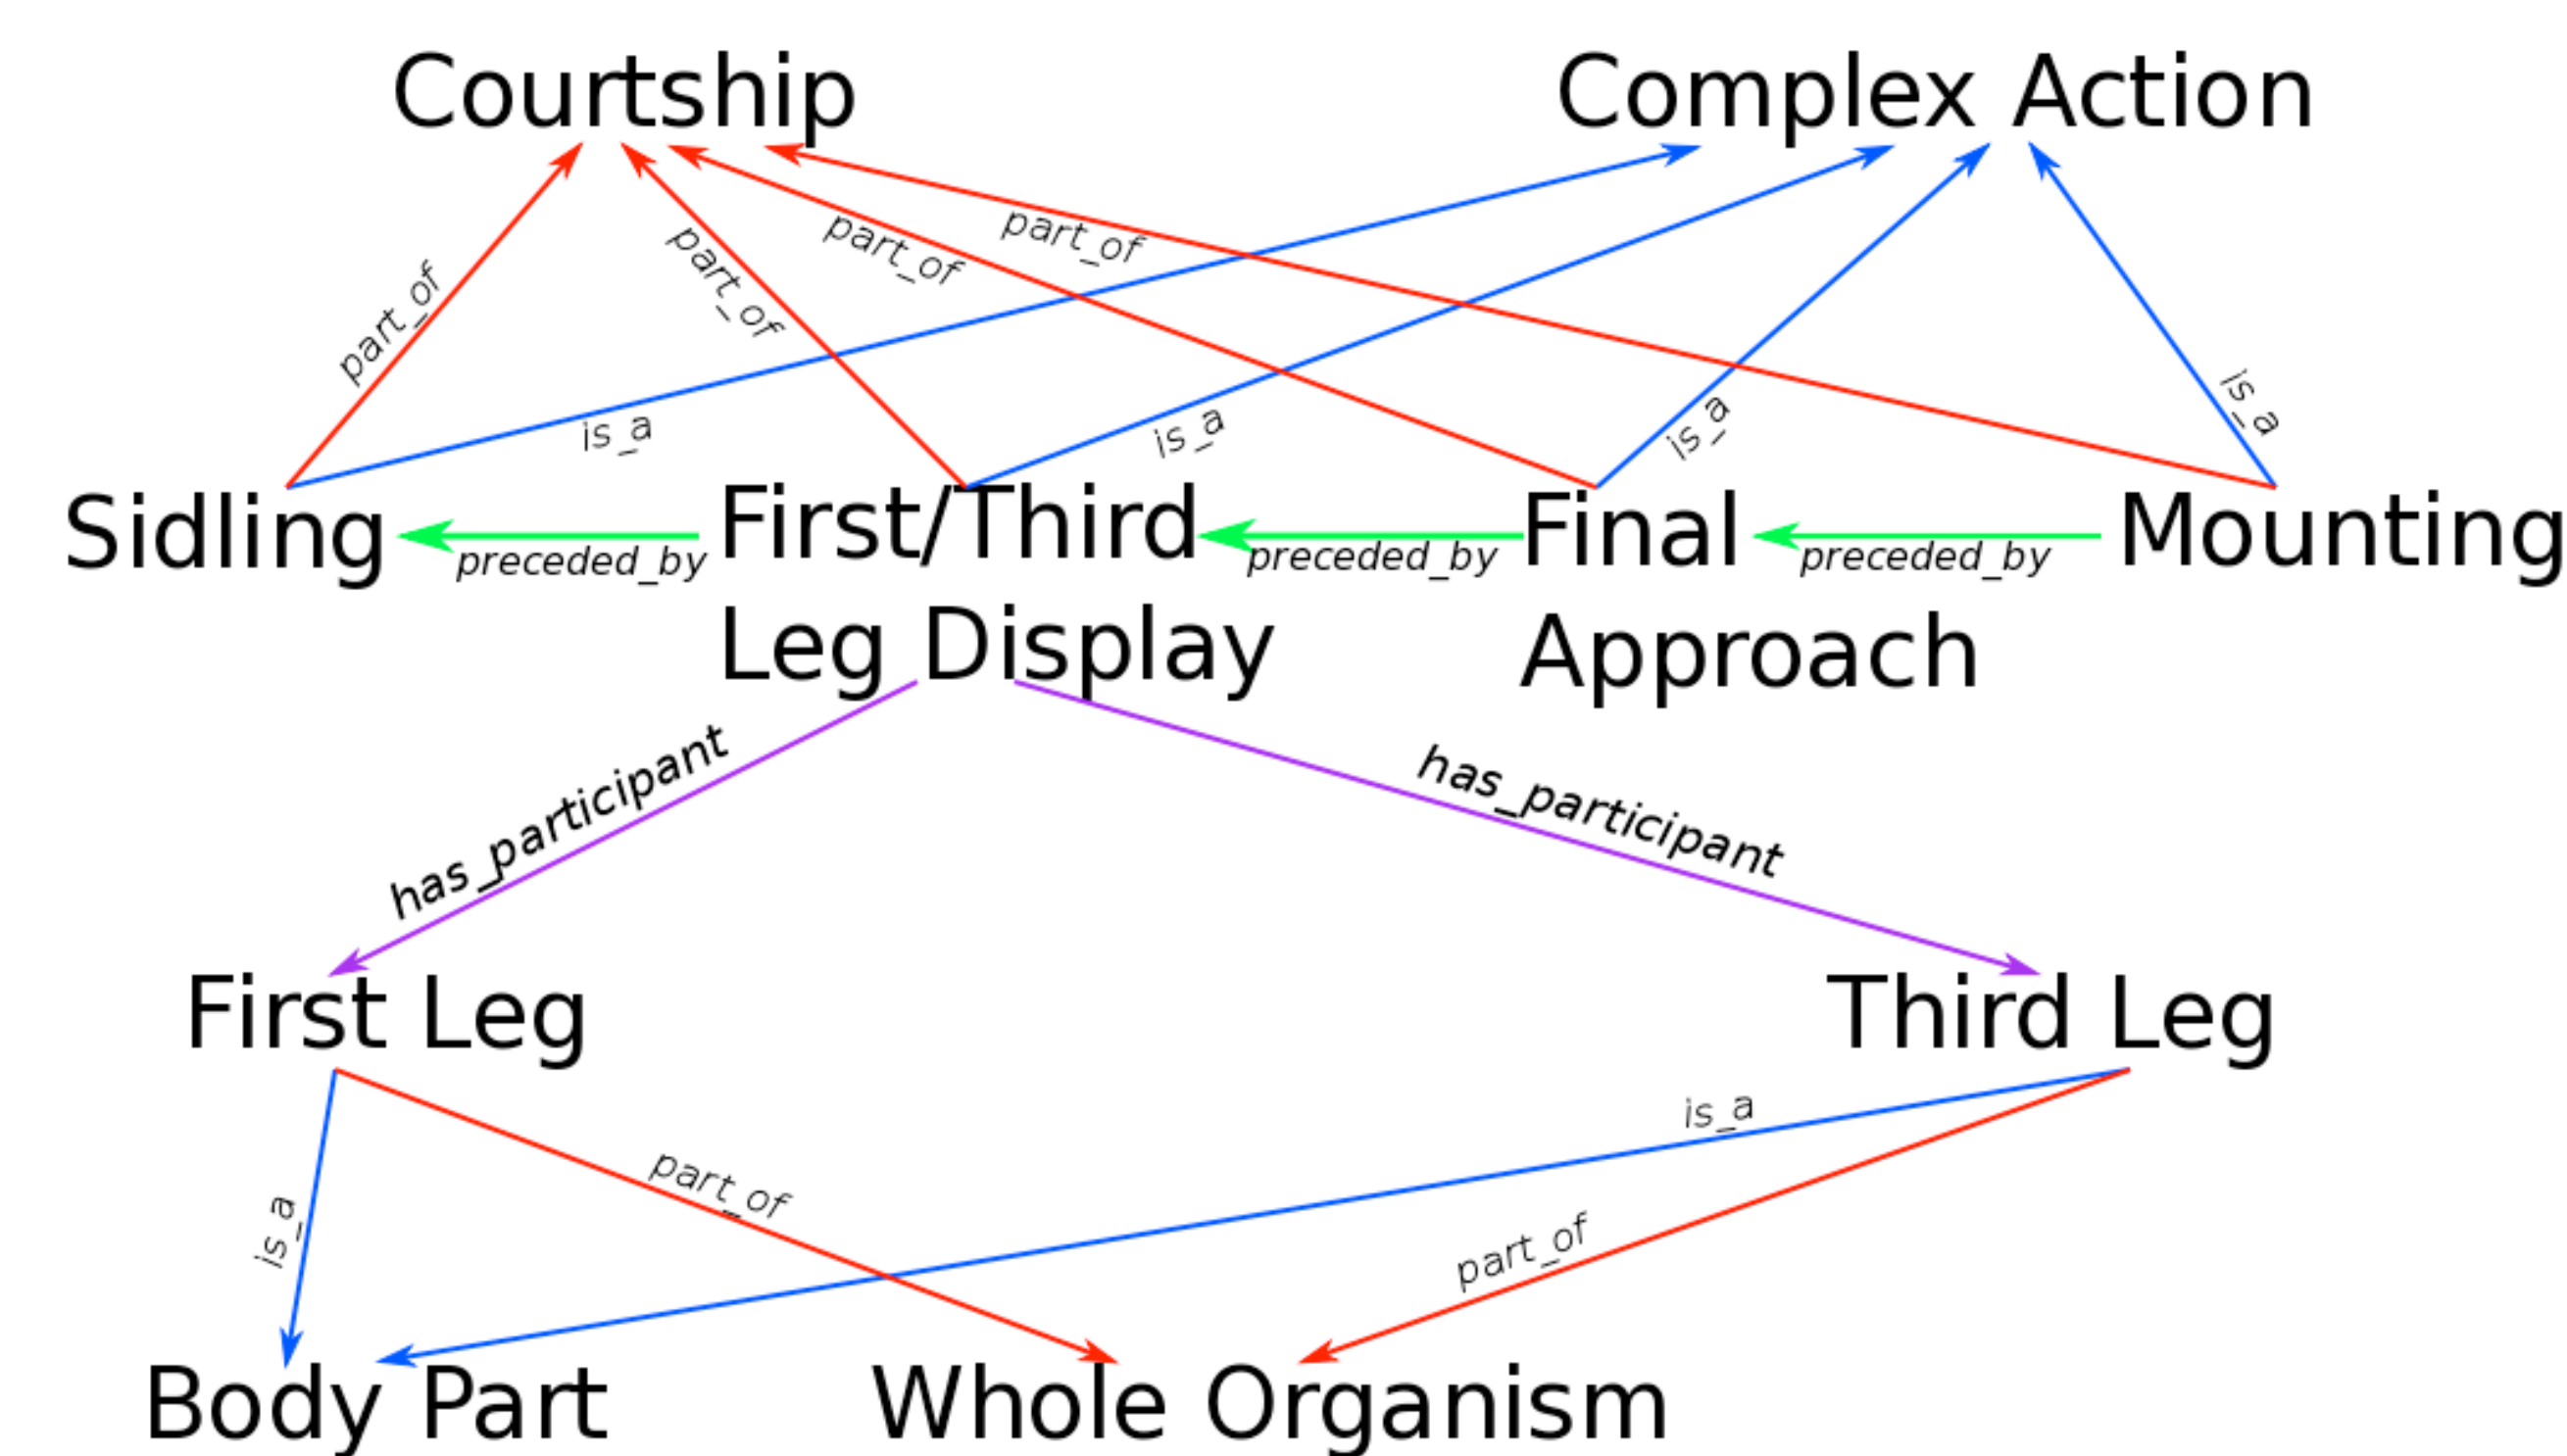 Courtship
Complex Action
part_of
part_of
part_of
part_of
is_a
is_a
is_a
is_a
Sidling
preceded_by
First/Third
Leg Display
preceded_by
Final
Approach
preceded_by
Mounting
has_participant
has_participant
First Leg
Third Leg
is_a
part_of
is_a
part_of
Body Part
Whole Organism